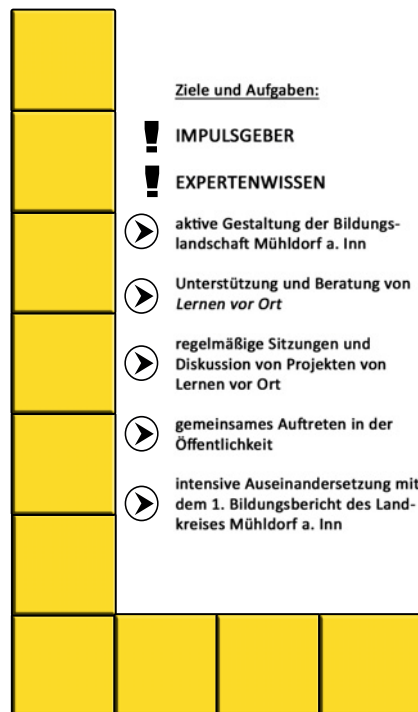 Ziele und Aufgaben:
IMPULSGEBER
EXPERTENWISSEN
aktive Gestaltung der Bildungs-
landschaft Mühldorf a. Inn
Unterstützung und Beratung von
Lernen vor Ort
regelmäßige Sitzungen und
Diskussion von Projekten von
Lernen vor Ort
gemeinsames Auftreten in der
Öffentlichkeit
intensive Auseinandersetzung mit
dem 1. Bildungsbericht des Land-
kreises Mühldorf a. Inn